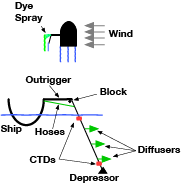 Dye
Spray
Wind
Outrigger
Block
Ship
Hoses
Diffusers
CTDs
Depressor